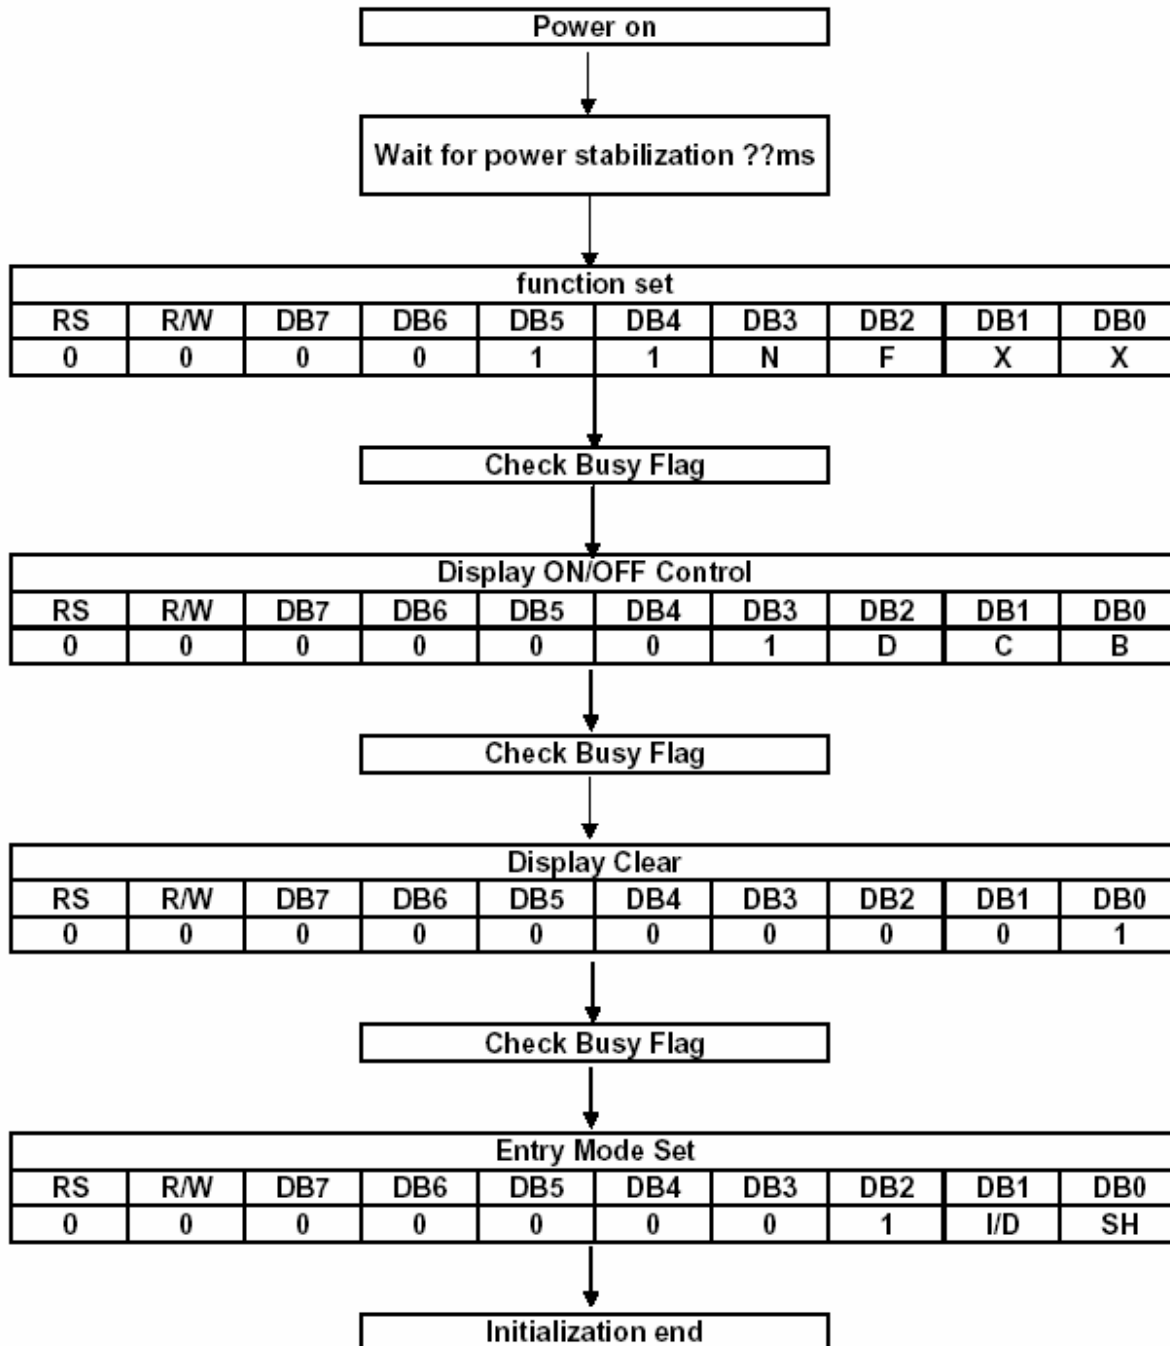 Power on
Wait for power stabilization ??ms
function set
RS R/W DB7 DB6 DB5 DB4 DB3 DB2 DB1 DB0
0 0 0 0 1 1 N F X X
Check Busy Flag
Display ON/OFF Control
RS R/W DB7 DB6 DB5 DB4 DB3 DB2 DB1 DB0
0 0 0 0 0 0 1 D C B
Check Busy Flag
Display Clear
RS R/W DB7 DB6 DB5 DB4 DB3 DB2 DB1 DB0
0 0 0 0 0 0 0 0 0 1
Check Busy Flag
Entry Mode Set
RS R/W DB7 DB6 DB5 DB4 DB3 DB2 DB1 DB0
0 0 0 0 0 0 0 1 I/D SH
Initialization end